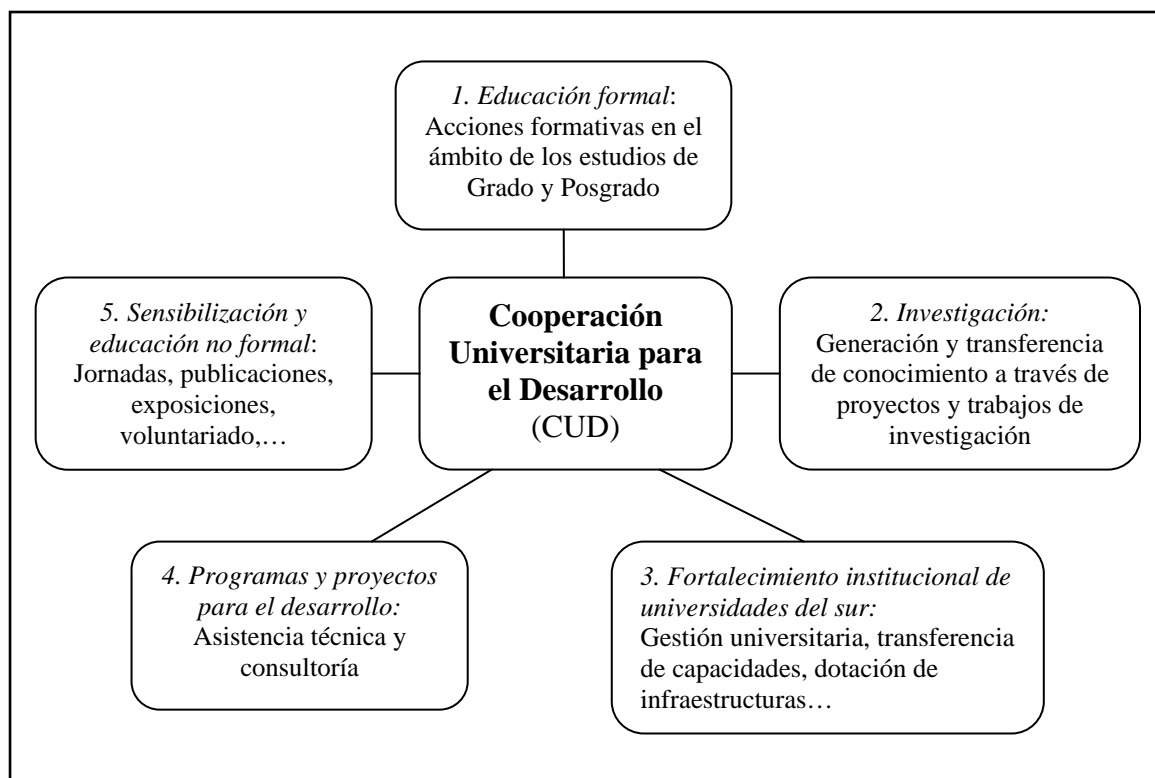 1. Educación formal:
Acciones formativas en el
ámbito de los estudios de
Grado y Posgrado
5. Sensibilización y
educación no formal:
Jornadas, publicaciones,
exposiciones,
voluntariado,…
Cooperación
Universitaria para
el Desarrollo
(CUD)
2. Investigación:
Generación y transferencia
de conocimiento a través de
proyectos y trabajos de
investigación
4. Programas y proyectos
para el desarrollo:
Asistencia técnica y
consultoría
3. Fortalecimiento institucional de
universidades del sur:
Gestión universitaria, transferencia
de capacidades, dotación de
infraestructuras…